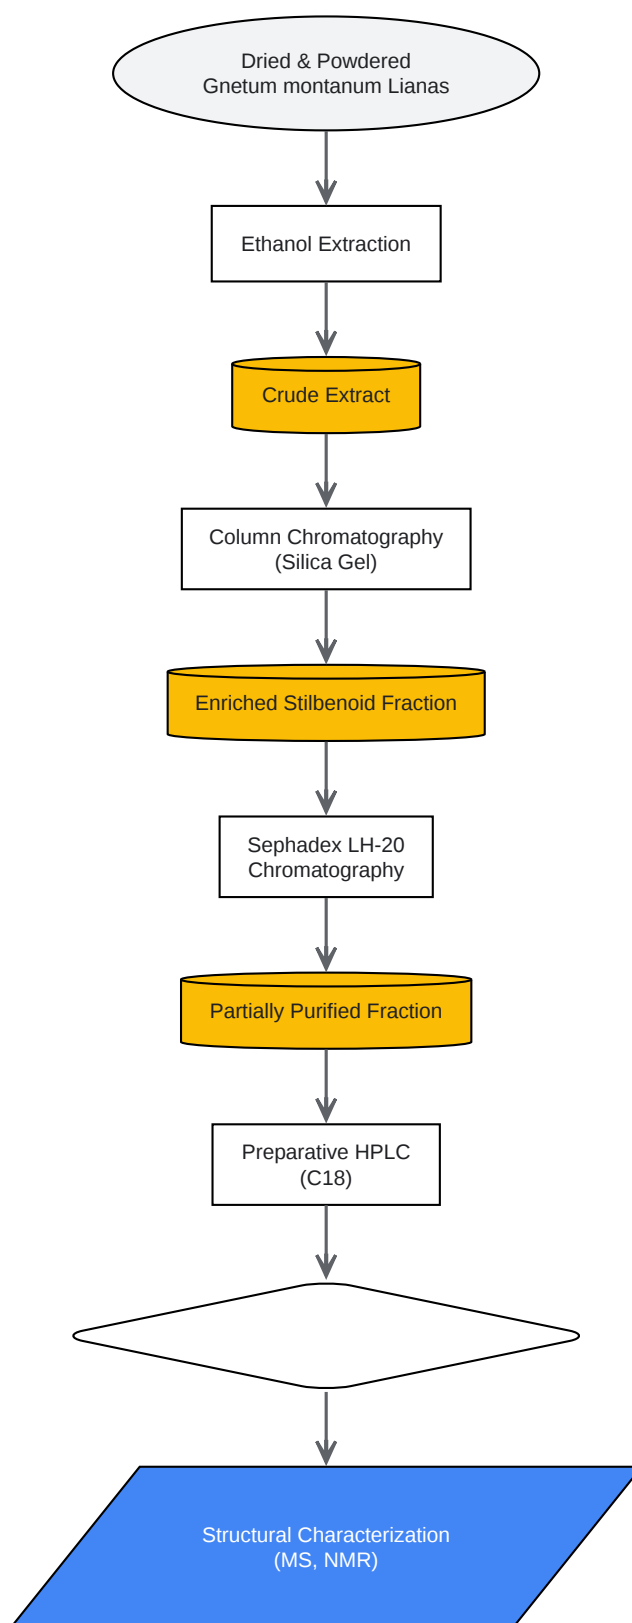 Dried & Powdered
Gnetum montanum Lianas
Ethanol Extraction
Crude Extract
Column Chromatography
(Silica Gel)
Enriched Stilbenoid Fraction
Sephadex LH-20
Chromatography
Partially Purified Fraction
Preparative HPLC
(C18)
Structural Characterization
(MS, NMR)